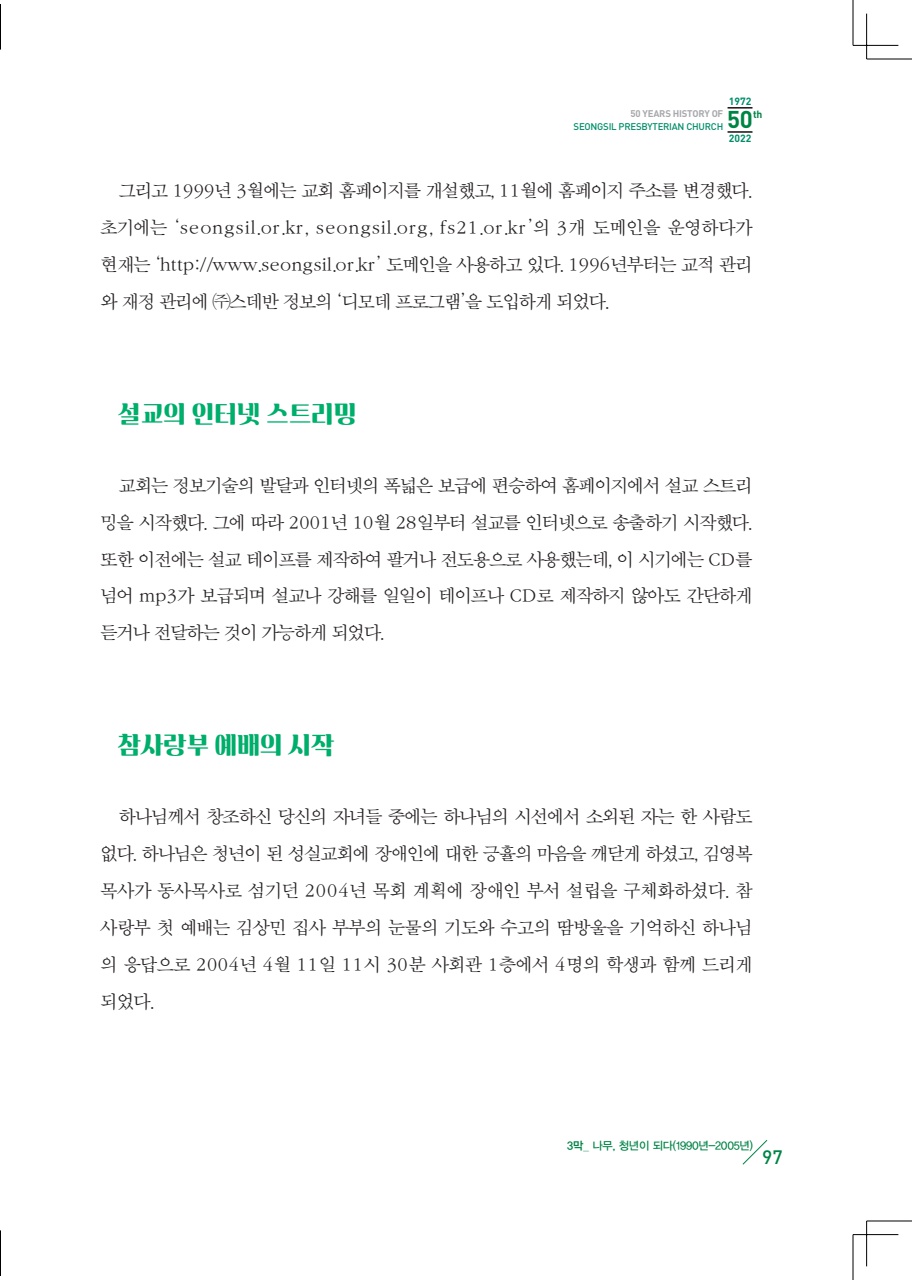 1972
50 YEARS HISTORY OF
50th
SEONGSIL PRESBYTERIAN CHURCH
2022
그리고 1999년 3월에는 교회 홈페이지를 개설했고, 11월에 홈페이지 주소를 변경했다.
초기에는 ‘seongsil.or.kr, seongsil.org, fs21.or.kr’의 3개 도메인을 운영하다가
현재는 ‘http://www.seongsil.or.kr’ 도메인을 사용하고 있다. 1996년부터는 교적 관리
와 재정 관리에 ㈜스데반 정보의 ‘디모데 프로그램’을 도입하게 되었다.
설교의 인터넷 스트리밍
교회는 정보기술의 발달과 인터넷의 폭넓은 보급에 편승하여 홈페이지에서 설교 스트리
밍을 시작했다. 그에 따라 2001년 10월 28일부터 설교를 인터넷으로 송출하기 시작했다.
또한 이전에는 설교 테이프를 제작하여 팔거나 전도용으로 사용했는데, 이 시기에는 CD를
넘어 mp3가 보급되며 설교나 강해를 일일이 테이프나 CD로 제작하지 않아도 간단하게
듣거나 전달하는 것이 가능하게 되었다.
참사랑부 예배의 시작
하나님께서 창조하신 당신의 자녀들 중에는 하나님의 시선에서 소외된 자는 한 사람도
없다. 하나님은 청년이 된 성실교회에 장애인에 대한 긍휼의 마음을 깨닫게 하셨고, 김영복
목사가 동사목사로 섬기던 2004년 목회 계획에 장애인 부서 설립을 구체화하셨다. 참
사랑부 첫 예배는 김상민 집사 부부의 눈물의 기도와 수고의 땀방울을 기억하신 하나님
의 응답으로 2004년 4월 11일 11시 30분 사회관 1층에서 4명의 학생과 함께 드리게
되었다.
3막_ 나무, 청년이 되다(1990년-2005년)
97